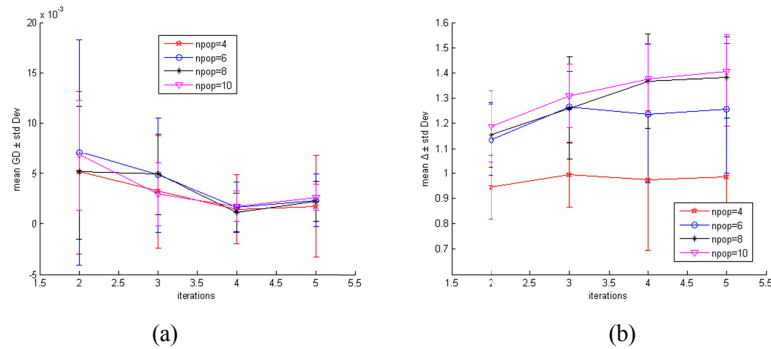 20
15
10
5
0
-5
× 10⁻³
mean GD ± std Dev
npop=4
npop=6
npop=8
npop=10
1.5 2 2.5 3 3.5 4 4.5 5 5.5
iterations
(a)
1.6
1.5
1.4
1.3
1.2
1.1
1
0.9
0.8
0.7
mean Δ ± std Dev
npop=4
npop=6
npop=8
npop=10
1.5 2 2.5 3 3.5 4 4.5 5 5.5
iterations
(b)